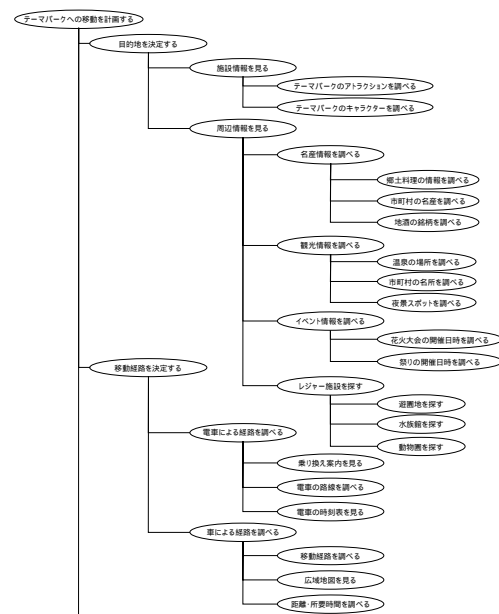 テーマパークへの移動を計画する
目的地を決定する
施設情報を見る
テーマパークのアトラクションを調べる
テーマパークのキャラクターを調べる
周辺情報を見る
名産情報を調べる
郷土料理の情報を調べる
市町村の名産を調べる
地酒の銘柄を調べる
観光情報を調べる
温泉の場所を調べる
市町村の名所を調べる
夜景スポットを調べる
イベント情報を調べる
花火大会の開催日時を調べる
祭りの開催日時を調べる
移動経路を決定する
レジャー施設を探す
遊園地を探す
水族館を探す
動物園を探す
電車による経路を調べる
乗り換え案内を見る
電車の路線を調べる
電車の時刻表を見る
車による経路を調べる
移動経路を調べる
広域地図を見る
距離・所要時間を調べる